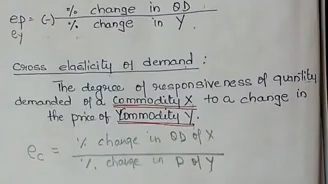 ep = (-) % change in QD
ey % change in Y
Cross elasticity of demand :
The degree of responsiveness of quantity
demanded of a commodity X to a change in
the price of Commodity Y.
ec = % change in QD of X
% change in P of Y